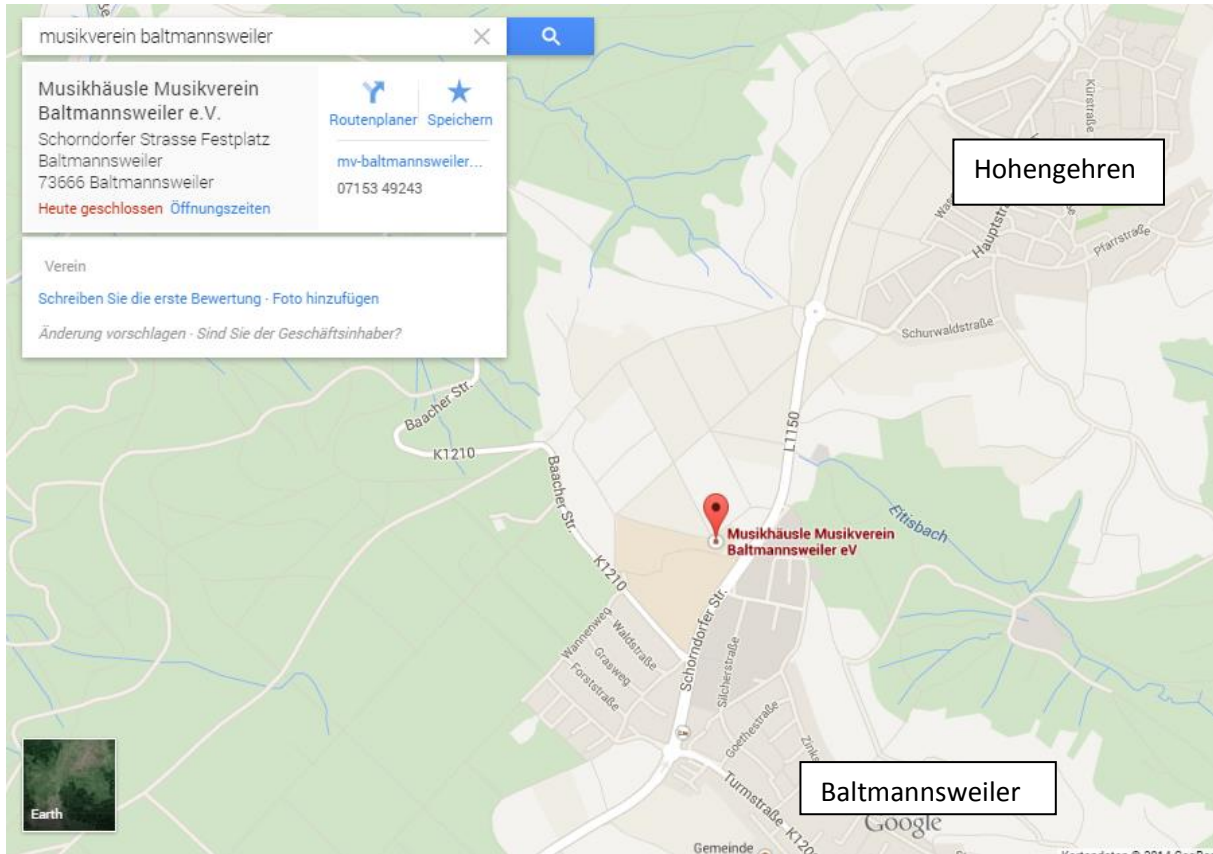 musikverein baltmannsweiler
Musikhäusle Musikverein
Baltmannsweiler e.V.
Schorndorfer Strasse Festplatz
Baltmannsweiler
73666 Baltmannsweiler
Heute geschlossen Öffnungszeiten
Routenplaner Speichern
mv-baltmannsweiler...
07153 49243
Verein
Schreiben Sie die erste Bewertung · Foto hinzufügen
Änderung vorschlagen · Sind Sie der Geschäftsinhaber?
Kürstraße
Hohengehren
Hauptstra
Pfarrstraße
Schurwaldstraße
Baacher Str.
K1210
L1150
Baacher Str.
Eitisbach
Musikhäusle Musikverein
Baltmannsweiler eV
K1210
Wannenweg
Waldstraße
Grasweg
Forststraße
Schorndorfer Str.
Silcherstraße
Goethestraße
Turmstraße
Baltmannsweiler
Earth
Google
Gemeinde